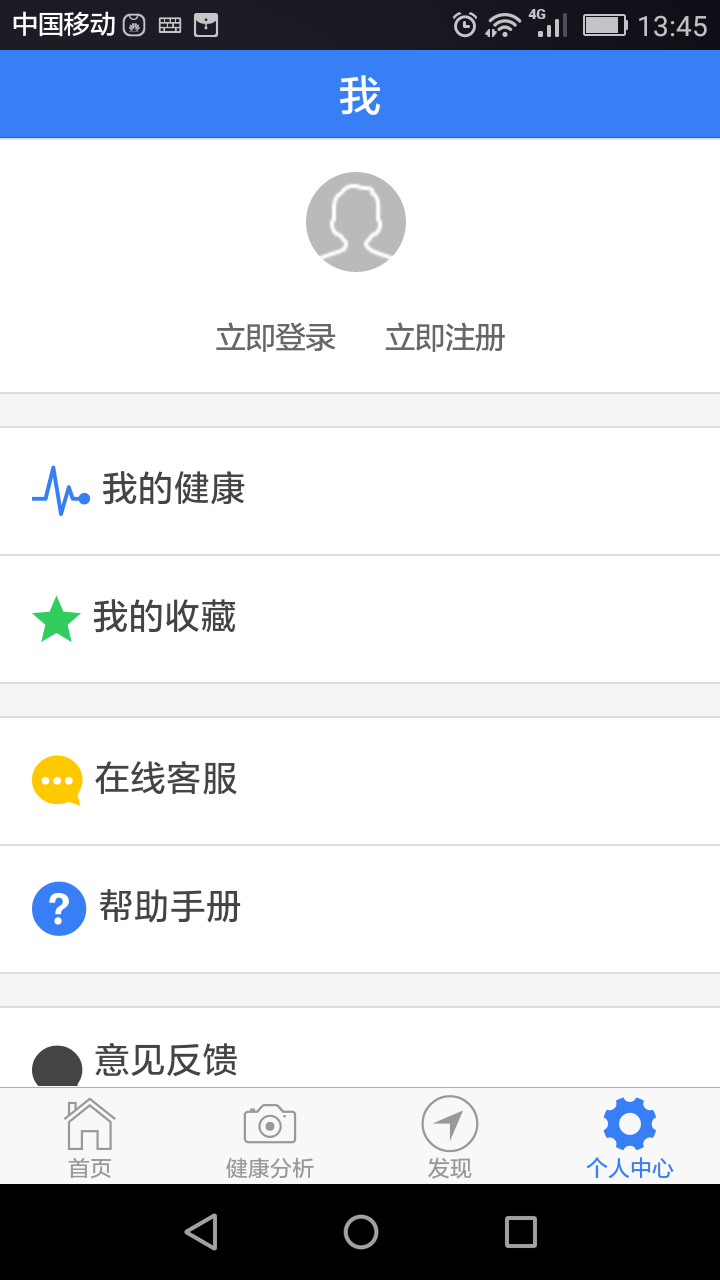 中国移动 4G 13:45
我
立即登录 立即注册
我的健康
我的收藏
在线客服
? 帮助手册
意见反馈
首页 健康分析 发现 个人中心